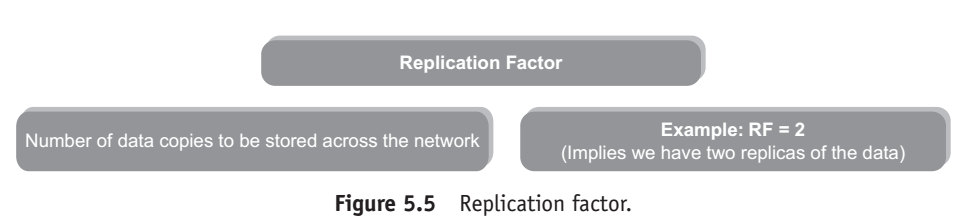 Replication Factor
Number of data copies to be stored across the network
Example: RF = 2
(Implies we have two replicas of the data)
Figure 5.5 Replication factor.